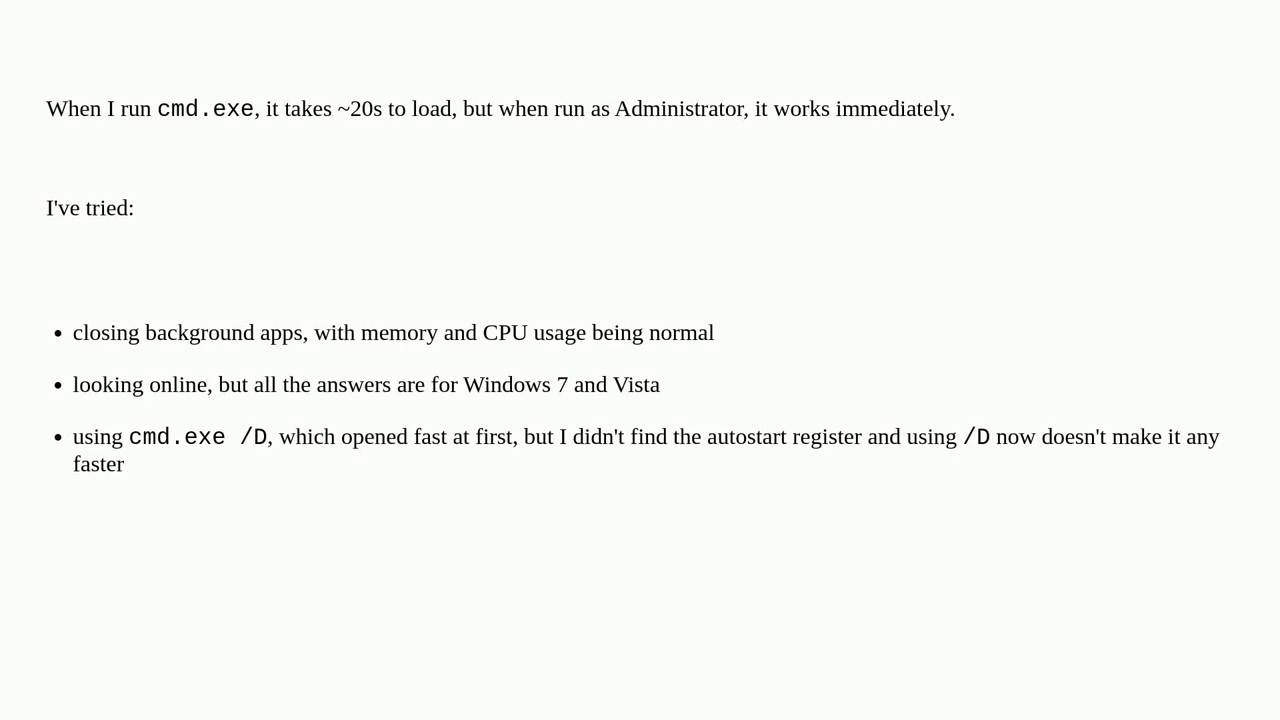 When I run cmd.exe, it takes ~20s to load, but when run as Administrator, it works immediately.
I've tried:
• closing background apps, with memory and CPU usage being normal
• looking online, but all the answers are for Windows 7 and Vista
• using cmd.exe /D, which opened fast at first, but I didn't find the autostart register and using /D now doesn't make it any
faster